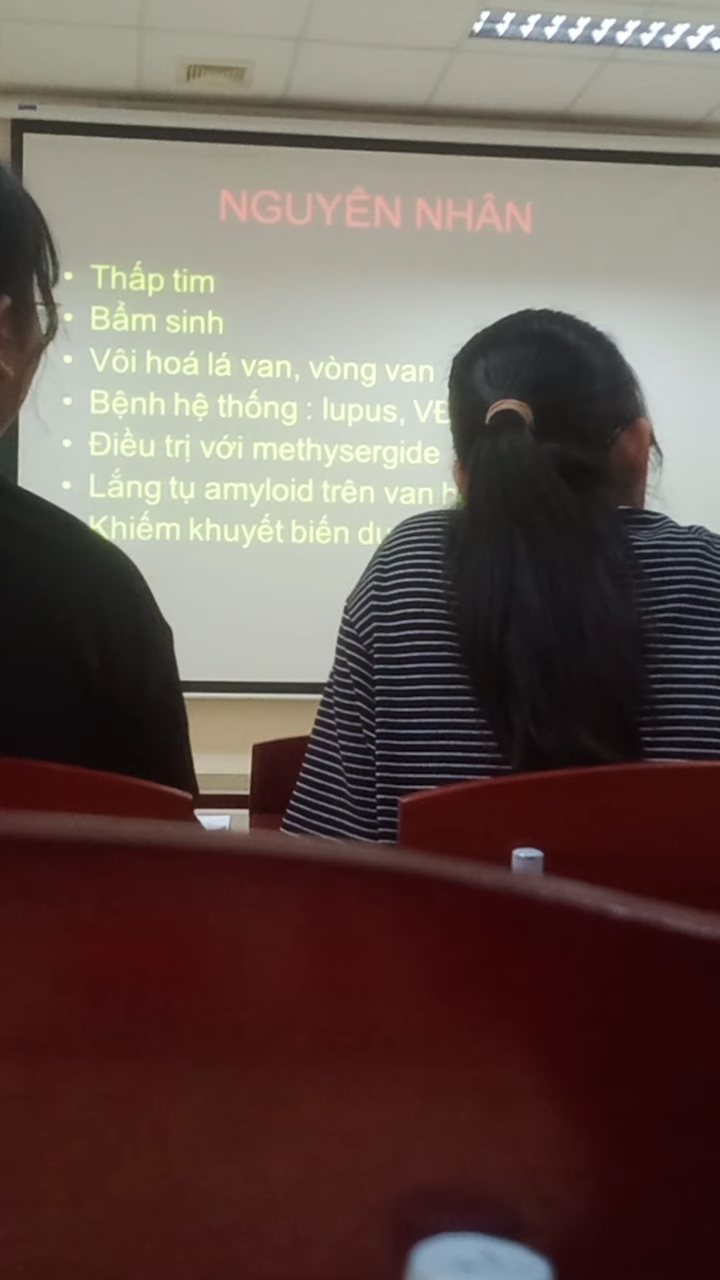 NGUYÊN NHÂN
• Thấp tim
• Bẩm sinh
• Vôi hoá lá van, vòng van
• Bệnh hệ thống : lupus, VĐ
• Điều trị với methysergide
• Lắng tụ amyloid trên van
Khiếm khuyết biến